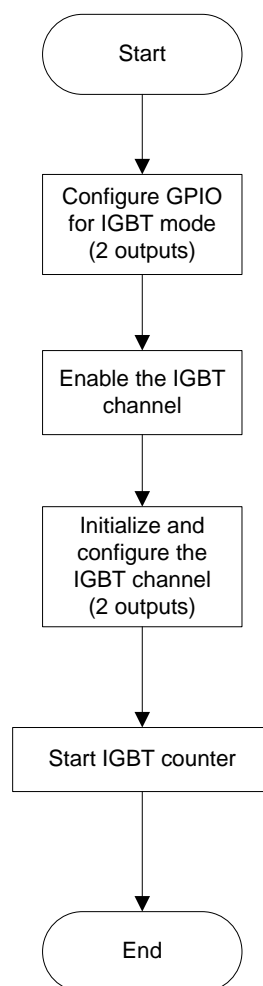 Start
Configure GPIO
for IGBT mode
(2 outputs)
Enable the IGBT
channel
Initialize and
configure the
IGBT channel
(2 outputs)
Start IGBT counter
End